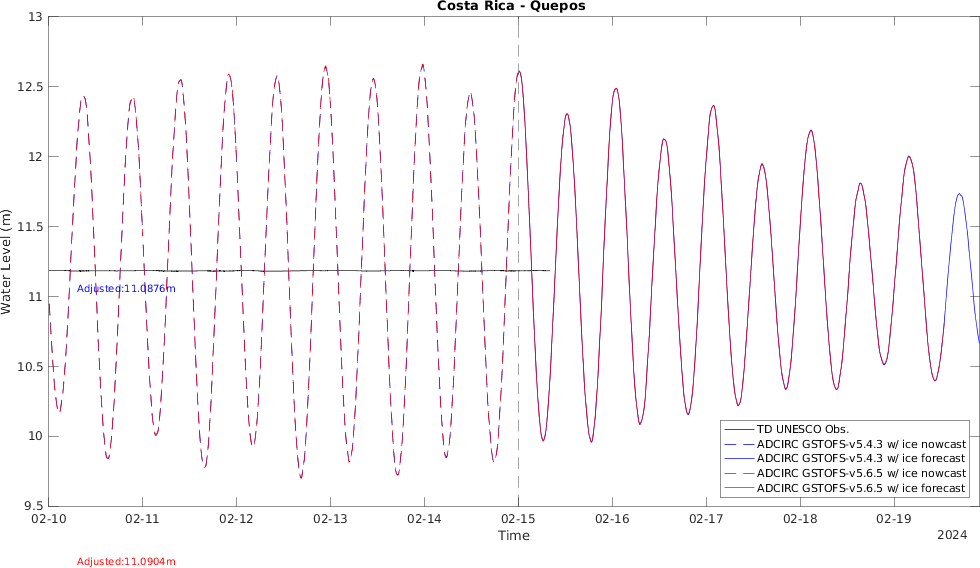 Costa Rica - Quepos
13
12.5
12
11.5
11
10.5
10
9.5
Water Level (m)
Adjusted:11.0876m
TD UNESCO Obs.
ADCIRC GSTOFS-v5.4.3 w/ ice nowcast
ADCIRC GSTOFS-v5.4.3 w/ ice forecast
ADCIRC GSTOFS-v5.6.5 w/ ice nowcast
ADCIRC GSTOFS-v5.6.5 w/ ice forecast
02-10 02-11 02-12 02-13 02-14 02-15 02-16 02-17 02-18 02-19
Time
2024
Adjusted:11.0904m